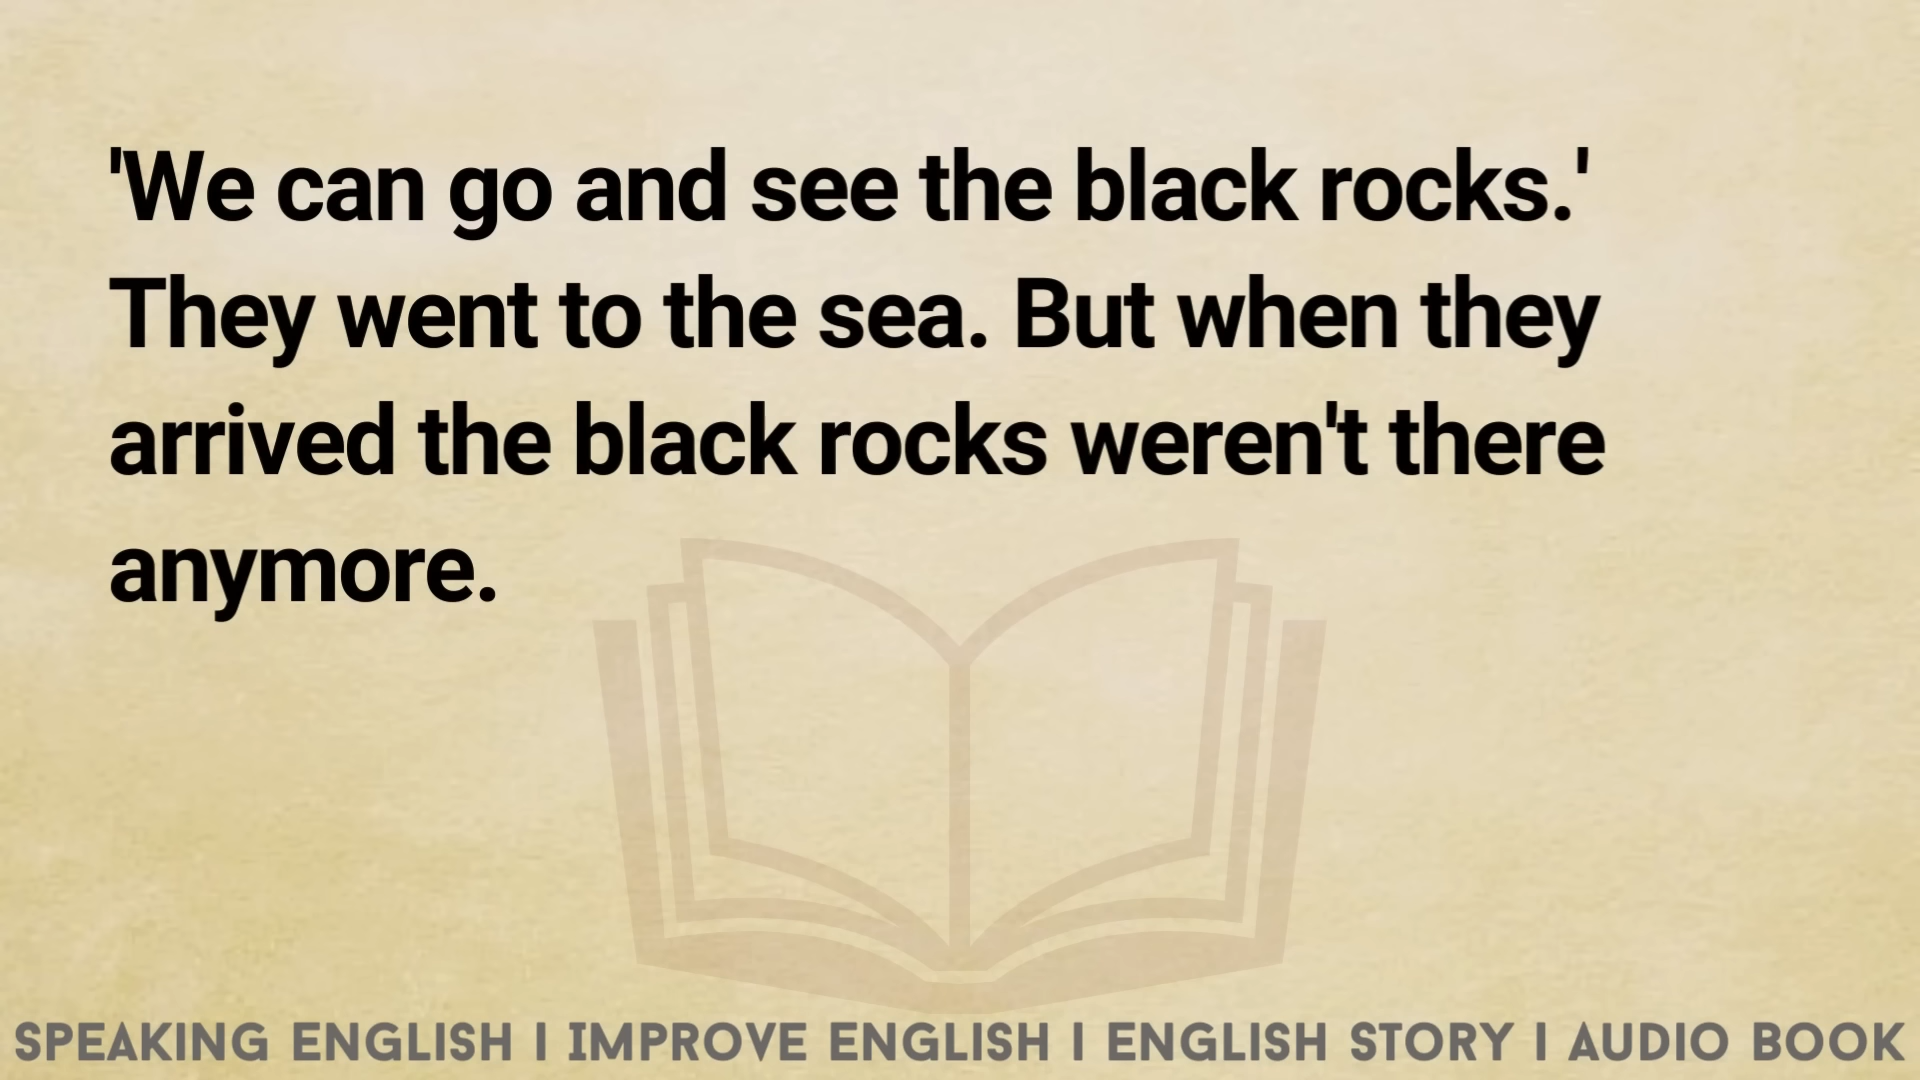 'We can go and see the black rocks.'
They went to the sea. But when they
arrived the black rocks weren't there
anymore.
SPEAKING ENGLISH I IMPROVE ENGLISH I ENGLISH STORY I AUDIO BOOK